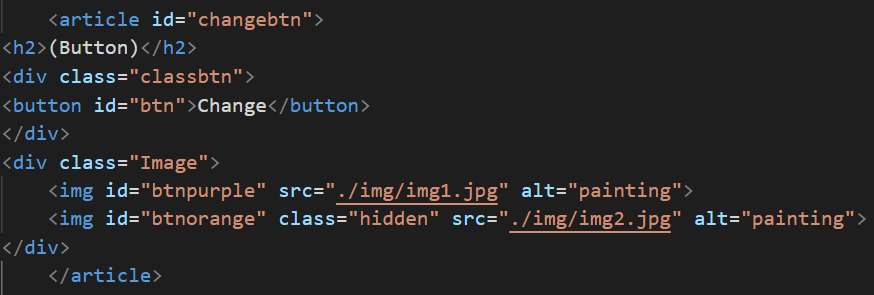 <article id="changebtn">
<h2>(Button)</h2>
<div class="classbtn">
<button id="btn">Change</button>
</div>
<div class="Image">
<img id="btnpurple" src="./img/img1.jpg" alt="painting">
<img id="btnorange" class="hidden" src="./img/img2.jpg" alt="painting">
</div>
</article>